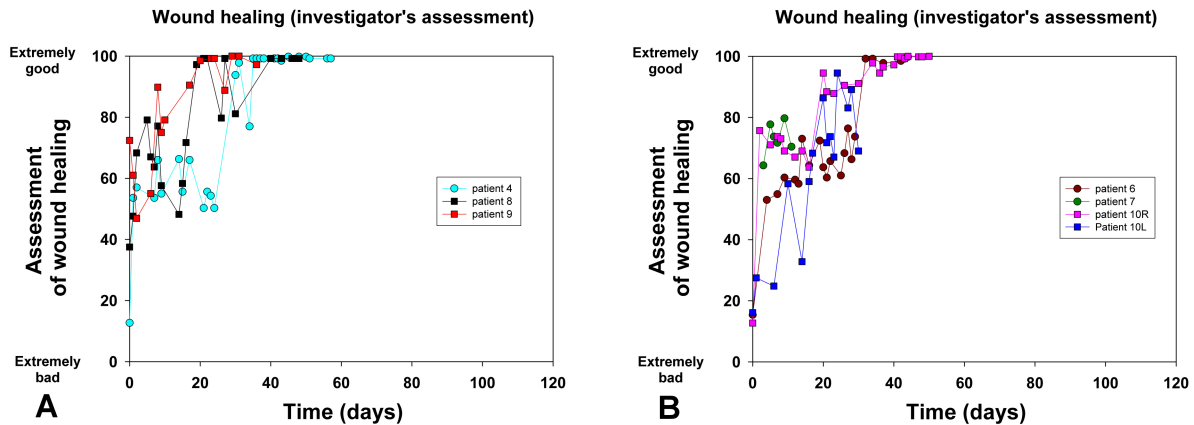 Wound healing (investigator's assessment)
Extremely
good
100
80
60
40
20
0
Extremely
bad
Assessment
of wound healing
patient 4
patient 8
patient 9
0 20 40 60 80 100 120
Time (days)
A
Wound healing (investigator's assessment)
Extremely
good
100
80
60
40
20
0
Extremely
bad
Assessment
of wound healing
patient 6
patient 7
patient 10R
Patient 10L
0 20 40 60 80 100 120
Time (days)
B